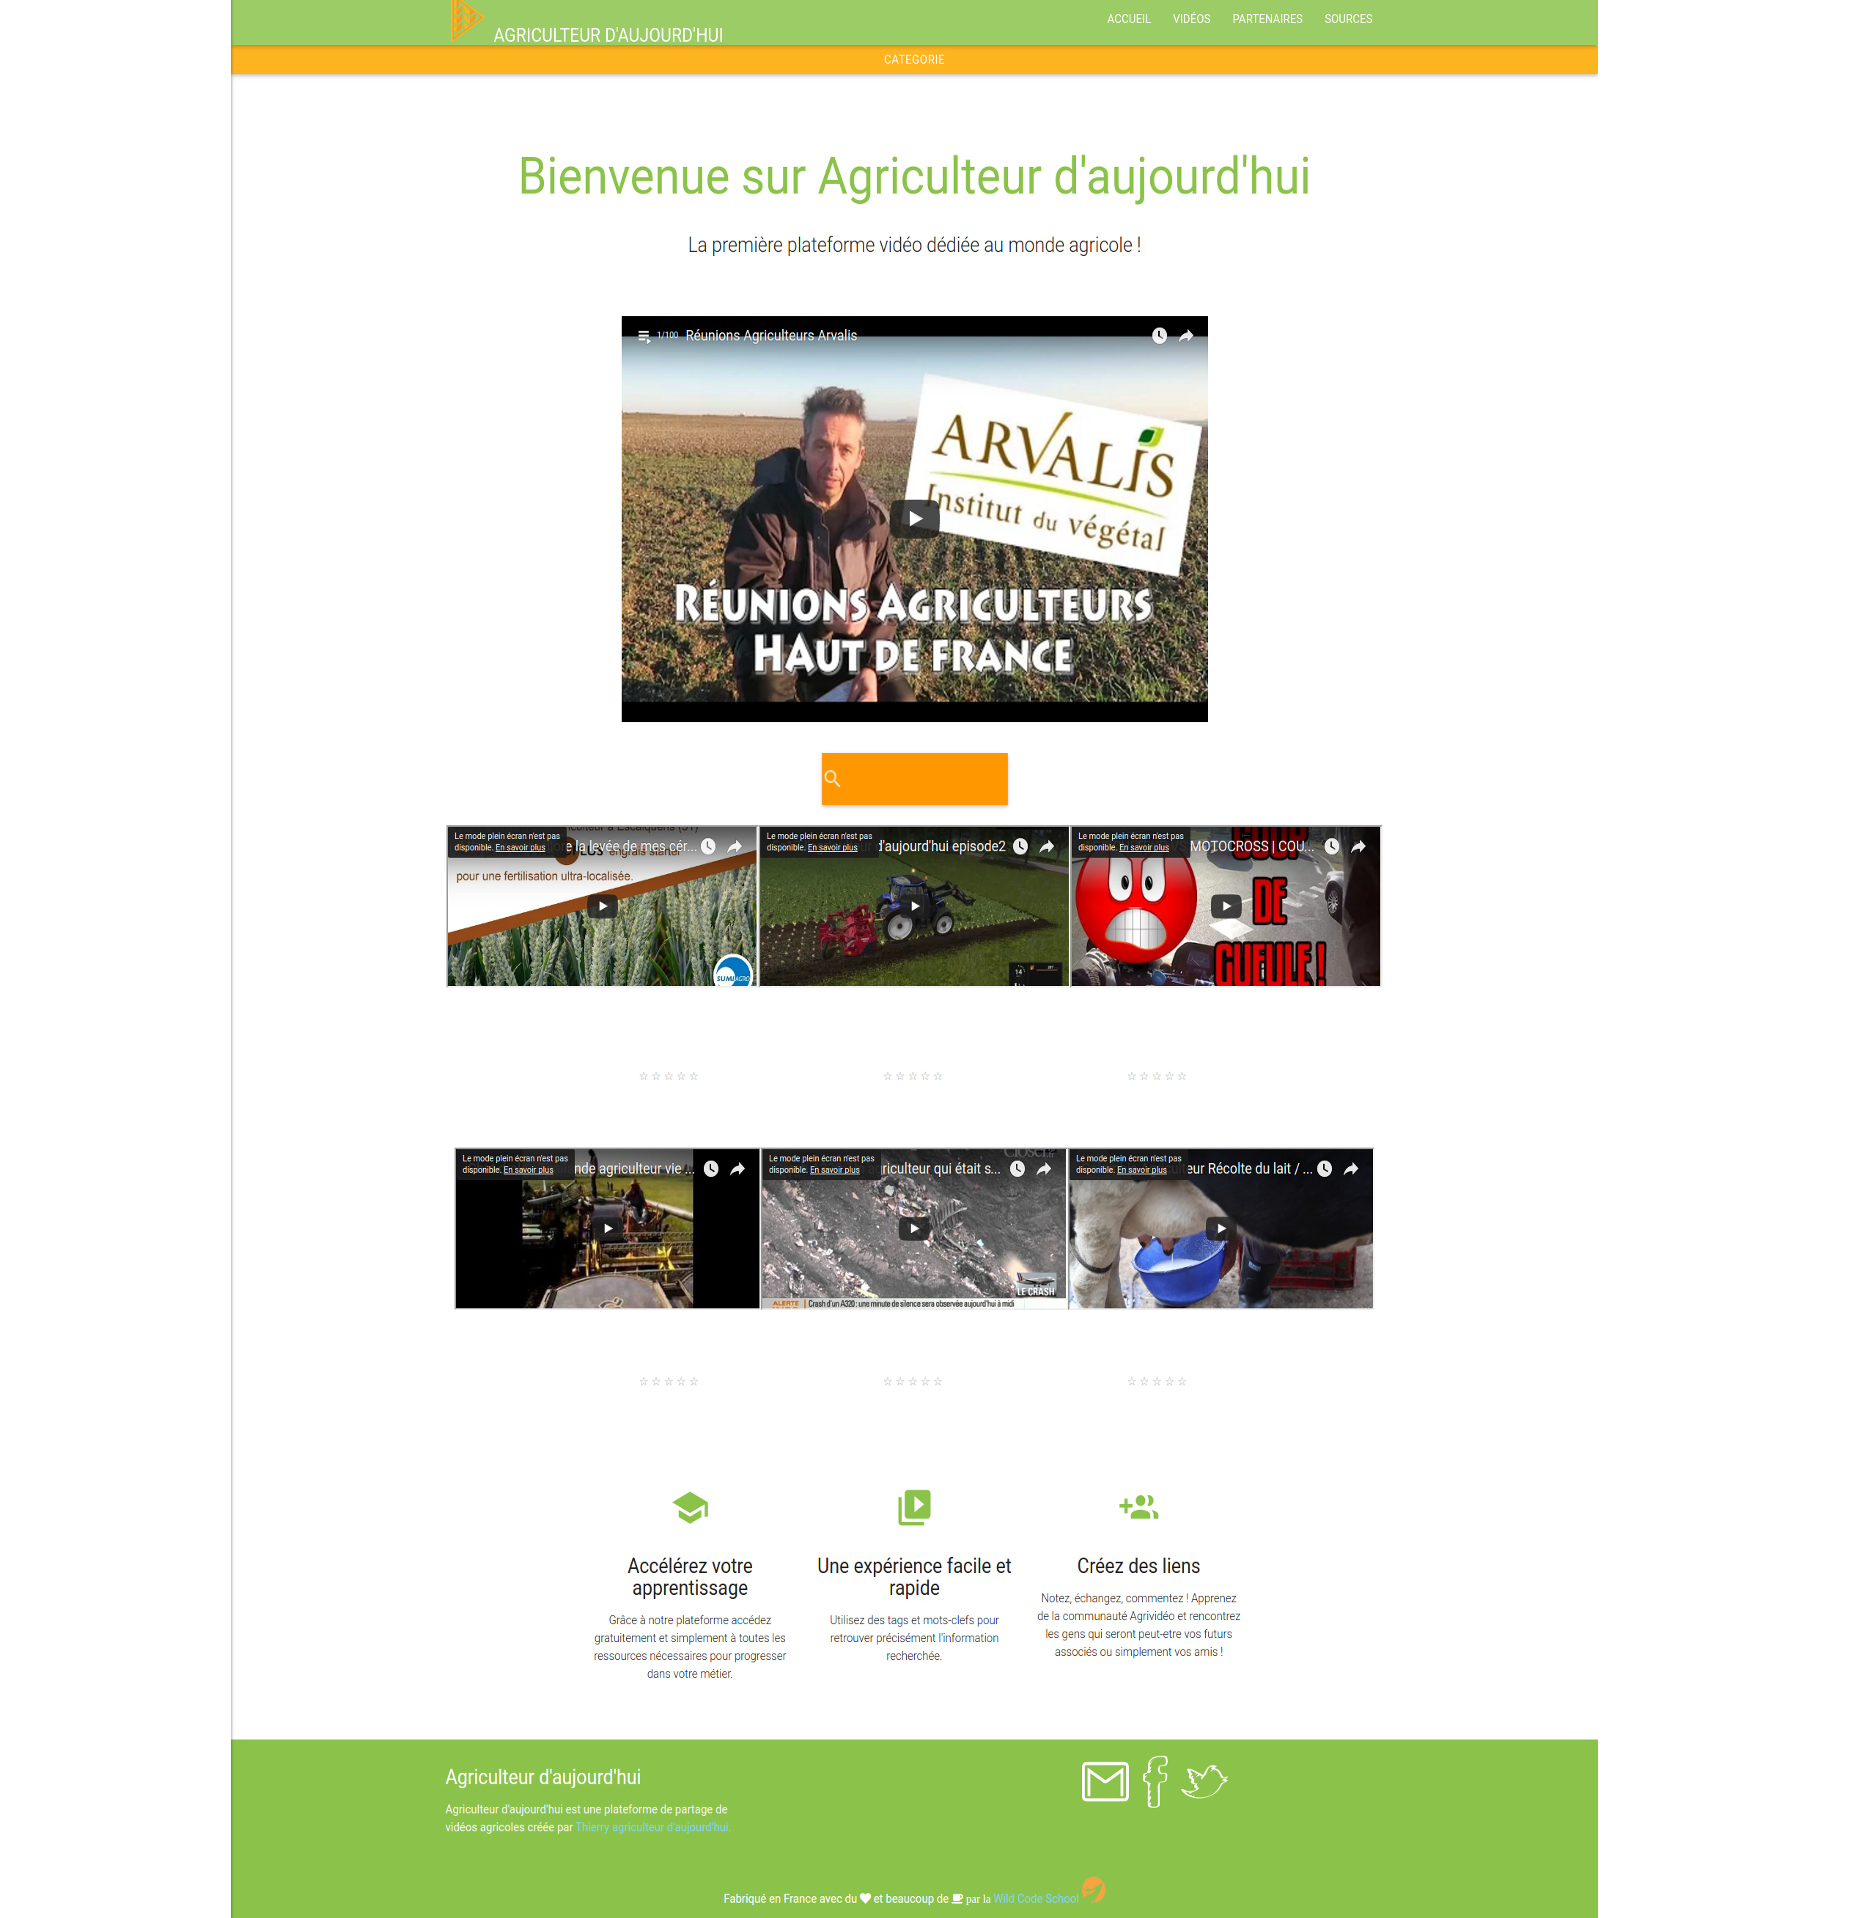 AGRICULTEUR D'AUJOURD'HUI
ACCUEIL VIDÉOS PARTENAIRES SOURCES
CATEGORIE
Bienvenue sur Agriculteur d'aujourd'hui
La première plateforme vidéo dédiée au monde agricole !
1/100 Réunions Agriculteurs Arvalis
ARVALIS
Institut du végétal
RÉUNIONS AGRICULTEURS
HAUT DE FRANCE
Le mode plein écran n'est pas
disponible. En savoir plus
la levée de mes cér...
engrais starter
pour une fertilisation ultra-localisée.
SUMI AGRO
Le mode plein écran n'est pas
disponible. En savoir plus
d'aujourd'hui episode2
14
Le mode plein écran n'est pas
disponible. En savoir plus
MOTOCROSS | COU...
COUP
DE
GUEULE !
☆ ☆ ☆ ☆ ☆
☆ ☆ ☆ ☆ ☆
☆ ☆ ☆ ☆ ☆
Le mode plein écran n'est pas
disponible. En savoir plus
agriculteur vie ...
Le mode plein écran n'est pas
disponible. En savoir plus
riculteur qui était s...
Closer
LE CRASH
ALERTE Crash d'un A320 : une minute de silence sera observée aujourd'hui à midi
Le mode plein écran n'est pas
disponible. En savoir plus
eur Récolte du lait / ...
☆ ☆ ☆ ☆ ☆
☆ ☆ ☆ ☆ ☆
☆ ☆ ☆ ☆ ☆
Accélérez votre
apprentissage
Grâce à notre plateforme accédez
gratuitement et simplement à toutes les
ressources nécessaires pour progresser
dans votre métier.
Une expérience facile et
rapide
Utilisez des tags et mots-clefs pour
retrouver précisément l'information
recherchée.
Créez des liens
Notez, échangez, commentez ! Apprenez
de la communauté Agrividéo et rencontrez
les gens qui seront peut-etre vos futurs
associés ou simplement vos amis !
Agriculteur d'aujourd'hui
Agriculteur d'aujourd'hui est une plateforme de partage de
vidéos agricoles créée par Thierry agriculteur d'aujourd'hui.
Fabriqué en France avec du et beaucoup de par la Wild Code School